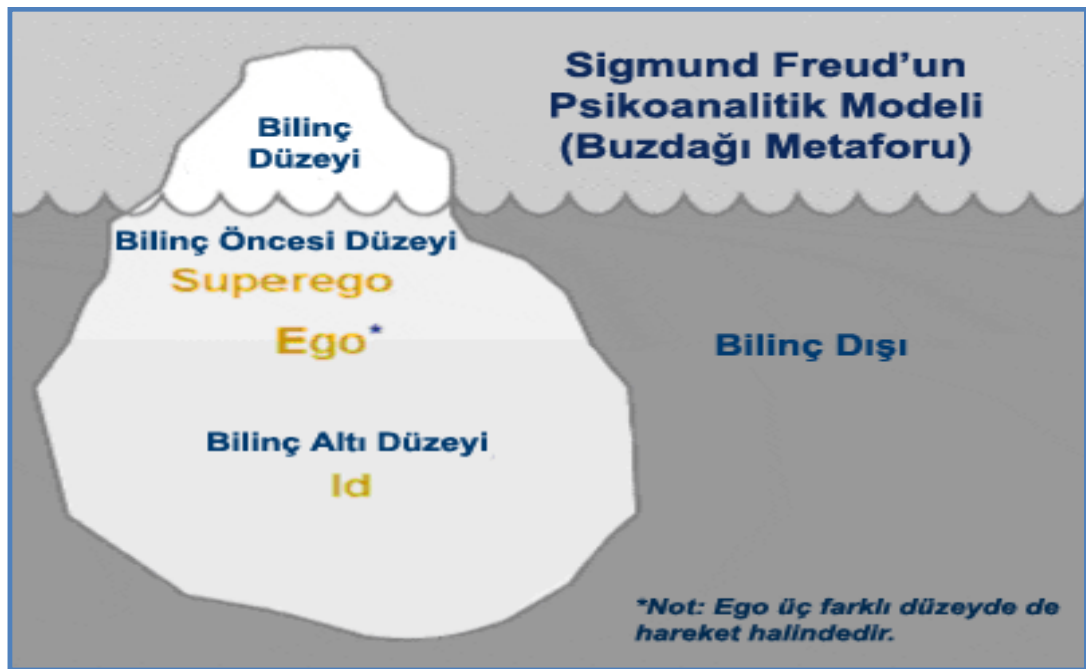 Sigmund Freud’un
Psikoanalitik Modeli
(Buzdağı Metaforu)
Bilinç
Düzeyi
Bilinç Öncesi Düzeyi
Superego
Ego*
Bilinç Dışı
Bilinç Altı Düzeyi
Id
*Not: Ego üç farklı düzeyde de
hareket halindedir.